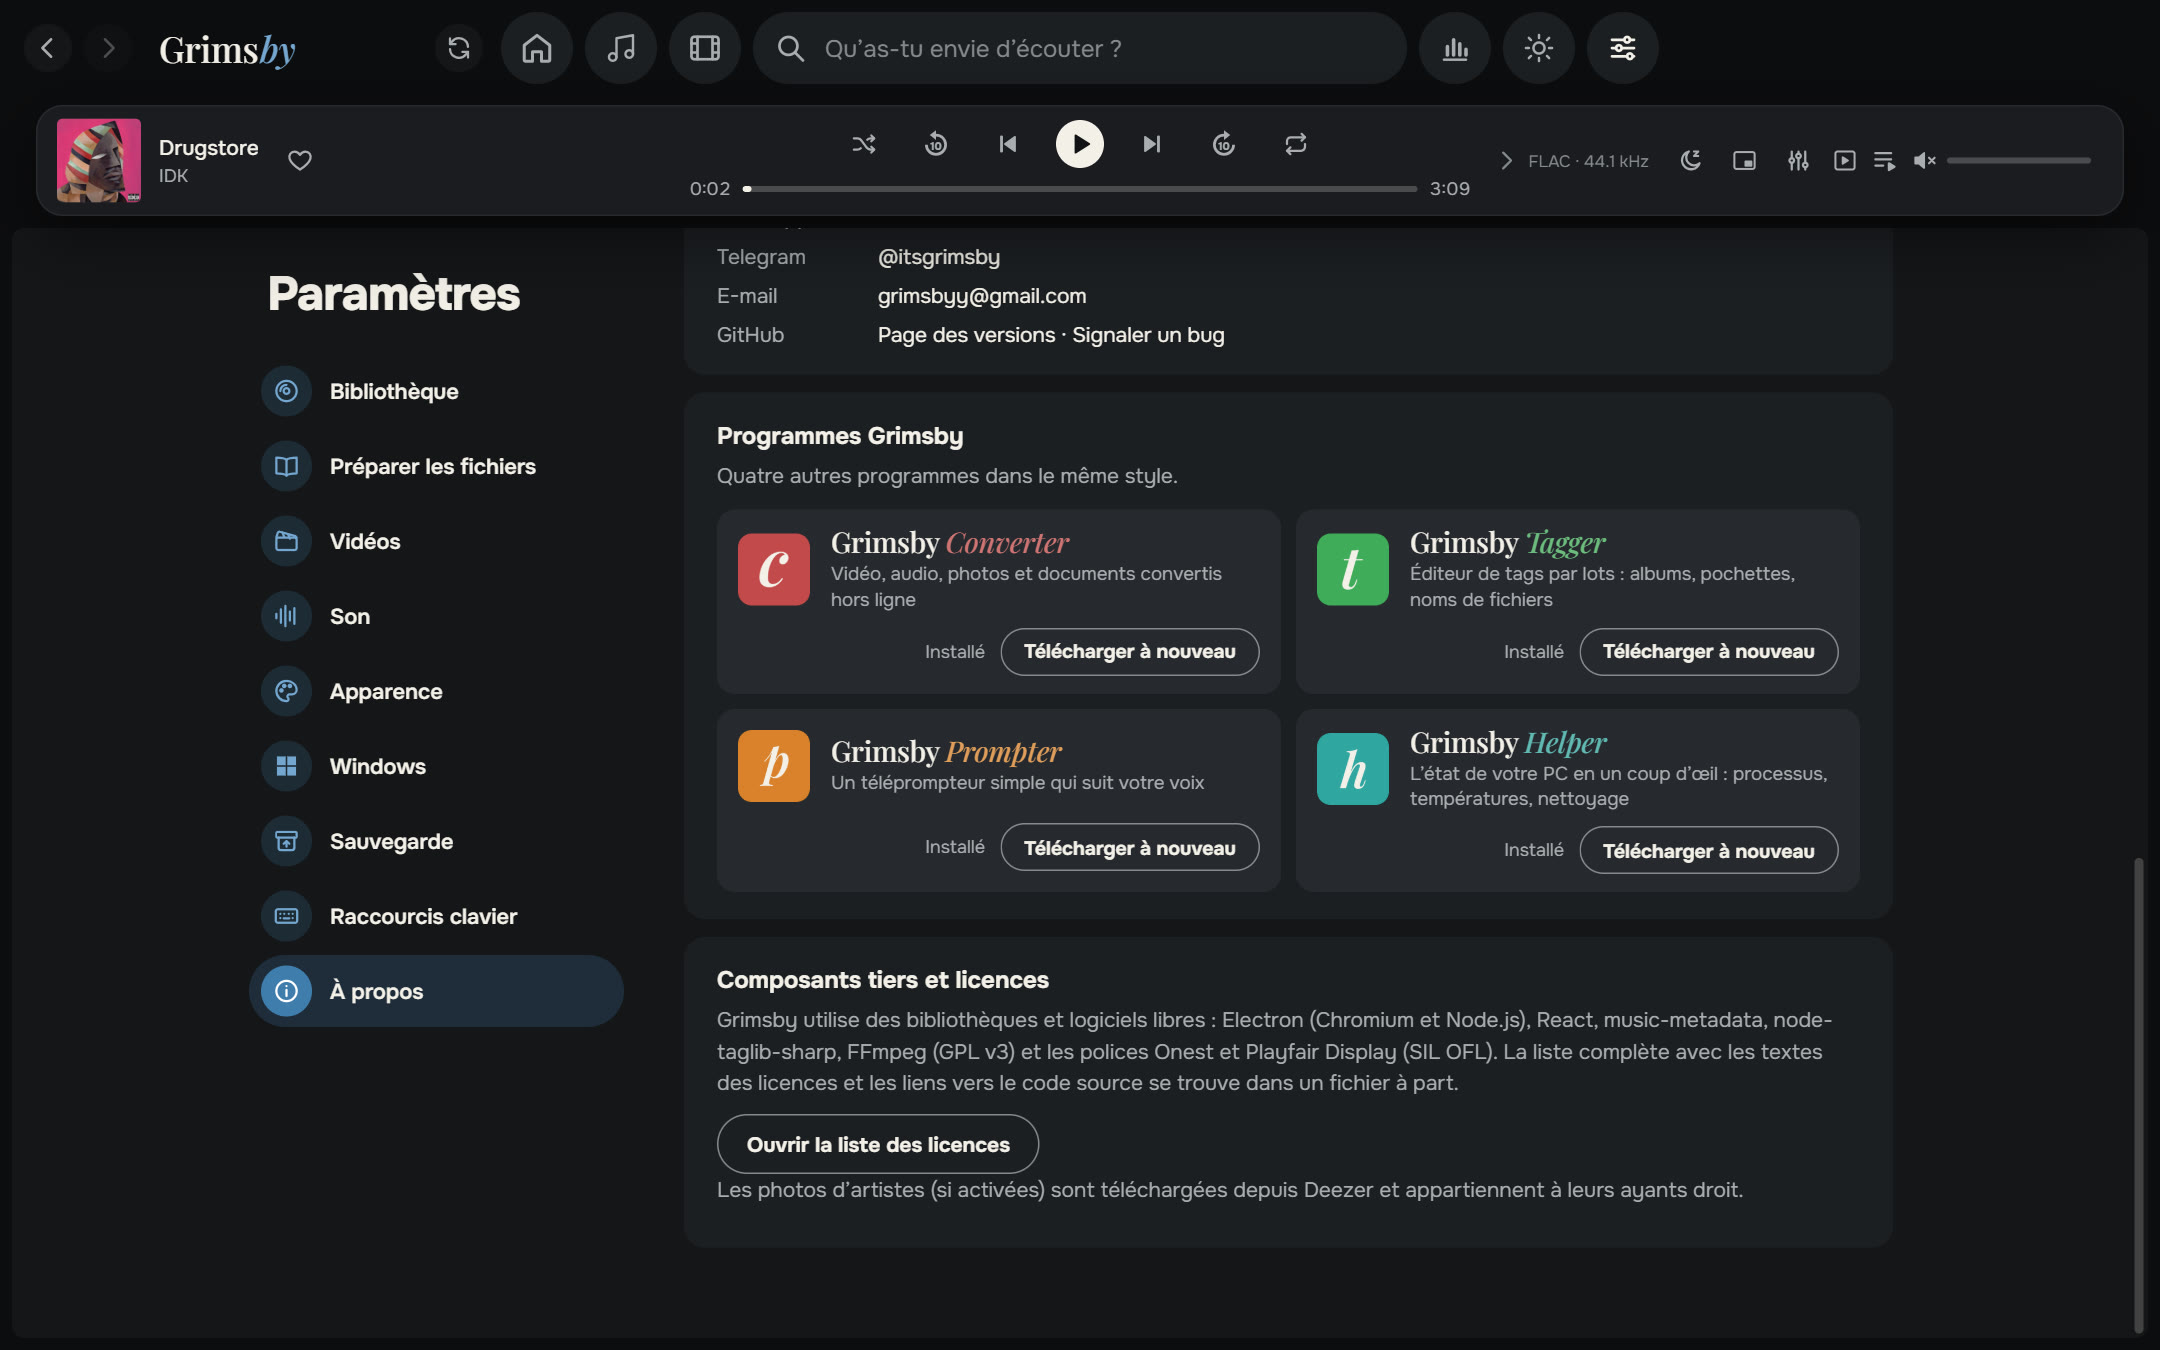 Grimsby
Qu’as-tu envie d’écouter ?
Drugstore
IDK
10
10
0:02
3:09
FLAC · 44.1 kHz
Paramètres
Bibliothèque
Préparer les fichiers
Vidéos
Son
Apparence
Windows
Sauvegarde
Raccourcis clavier
À propos
Telegram
@itsgrimsby
E-mail
grimsbyy@gmail.com
GitHub
Page des versions · Signaler un bug
Programmes Grimsby
Quatre autres programmes dans le même style.
c
Grimsby Converter
Vidéo, audio, photos et documents convertis
hors ligne
Installé
Télécharger à nouveau
t
Grimsby Tagger
Éditeur de tags par lots : albums, pochettes,
noms de fichiers
Installé
Télécharger à nouveau
p
Grimsby Prompter
Un téléprompteur simple qui suit votre voix
Installé
Télécharger à nouveau
h
Grimsby Helper
L’état de votre PC en un coup d’œil : processus,
températures, nettoyage
Installé
Télécharger à nouveau
Composants tiers et licences
Grimsby utilise des bibliothèques et logiciels libres : Electron (Chromium et Node.js), React, music-metadata, node-
taglib-sharp, FFmpeg (GPL v3) et les polices Onest et Playfair Display (SIL OFL). La liste complète avec les textes
des licences et les liens vers le code source se trouve dans un fichier à part.
Ouvrir la liste des licences
Les photos d’artistes (si activées) sont téléchargées depuis Deezer et appartiennent à leurs ayants droit.